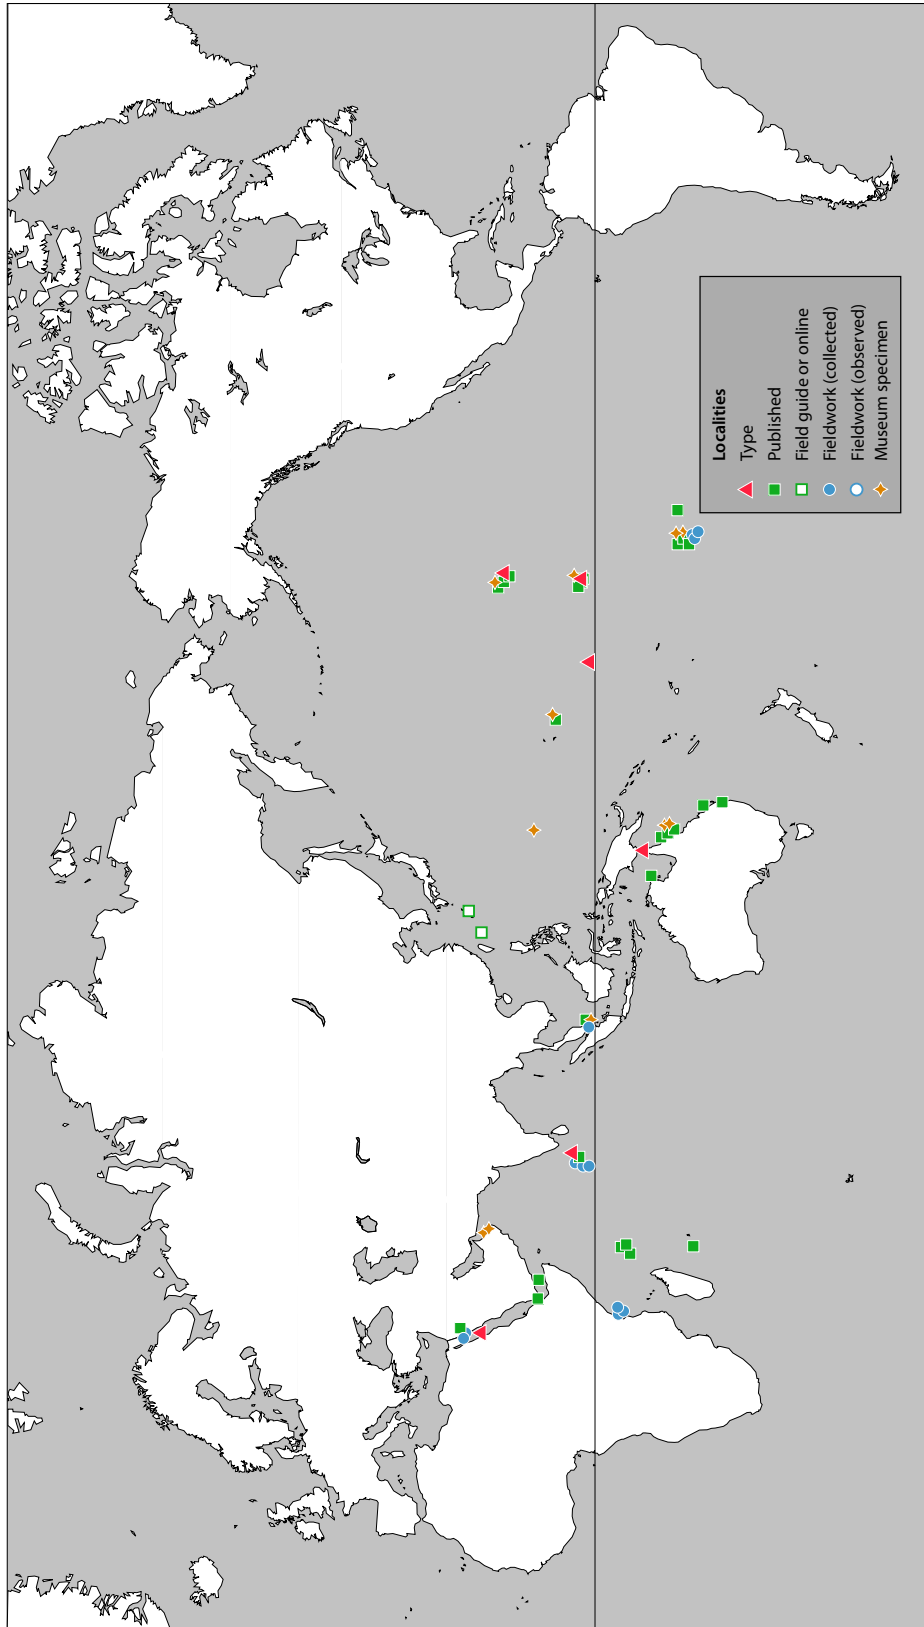 Localities
Type
Published
Field guide or online
Fieldwork (collected)
Fieldwork (observed)
Museum specimen